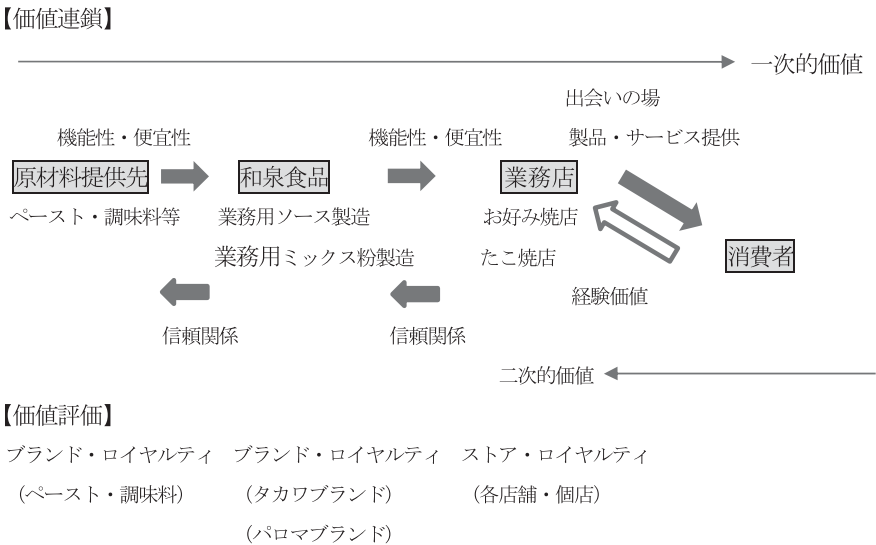 【価値連鎖】
一次的価値
出会いの場
機能性・便宜性
機能性・便宜性
製品・サービス提供
原材料提供先
和泉食品
業務店
ペースト・調味料等
業務用ソース製造
お好み焼店
消費者
業務用ミックス粉製造
たこ焼店
経験価値
信頼関係
信頼関係
二次的価値
【価値評価】
ブランド・ロイヤルティ
ブランド・ロイヤルティ
ストア・ロイヤルティ
（ペースト・調味料）
（タカワブランド）
（各店舗・個店）
（パロマブランド）